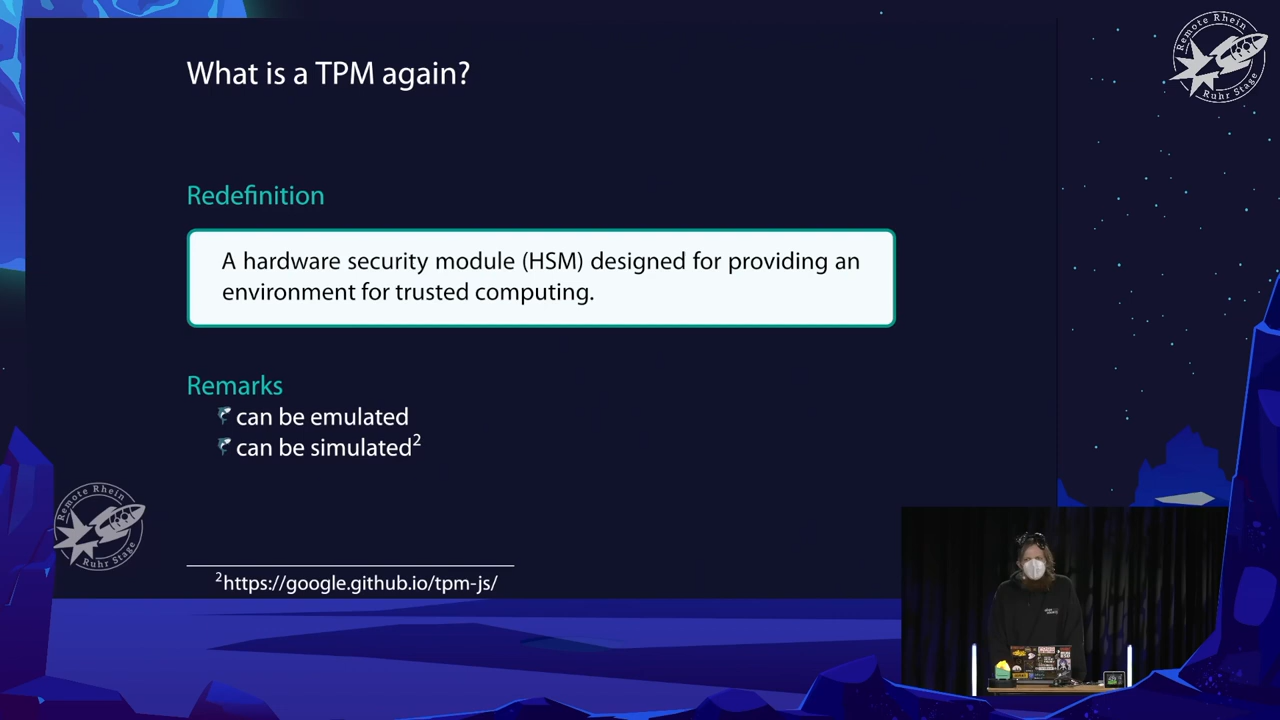 What is a TPM again?
Redefinition
A hardware security module (HSM) designed for providing an
environment for trusted computing.
Remarks
can be emulated
can be simulated2
2https://google.github.io/tpm-js/
Remote Rhein
Ruhr Stage
Remote Rhein
Ruhr Stage